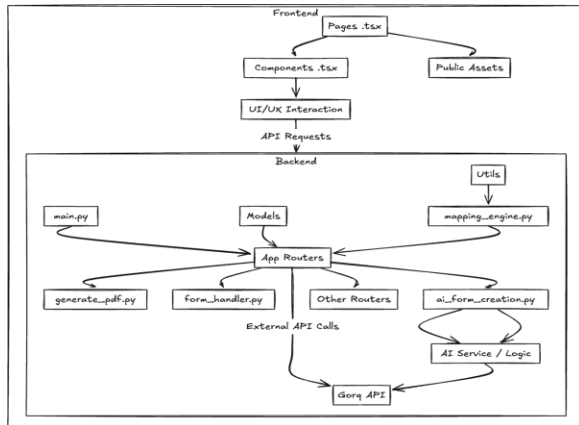 Frontend
Pages .tsx
Components .tsx
Public Assets
UI/UX Interaction
API Requests
Backend
Utils
main.py
Models
mapping_engine.py
App Routers
generate_pdf.py
form_handler.py
Other Routers
ai_form_creation.py
External API Calls
AI Service / Logic
Gorq API